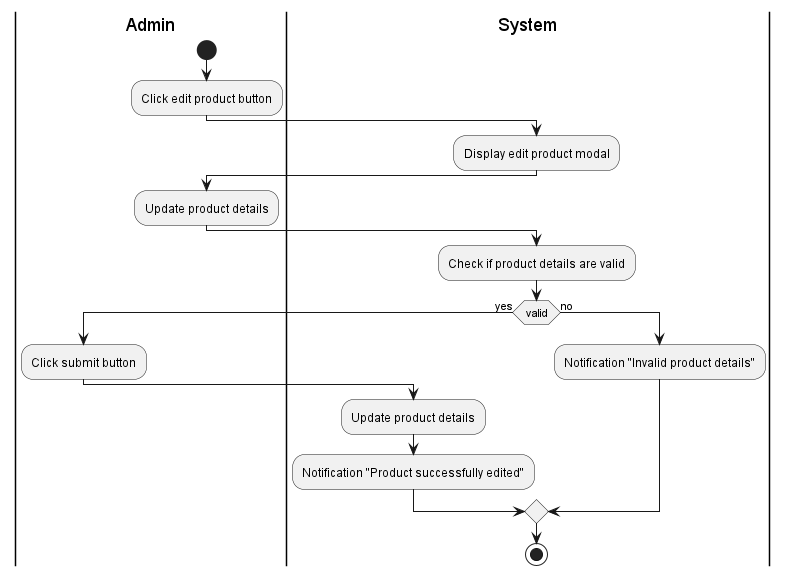 Admin
System
Click edit product button
Display edit product modal
Update product details
Check if product details are valid
yes
valid
no
Click submit button
Notification "Invalid product details"
Update product details
Notification "Product successfully edited"